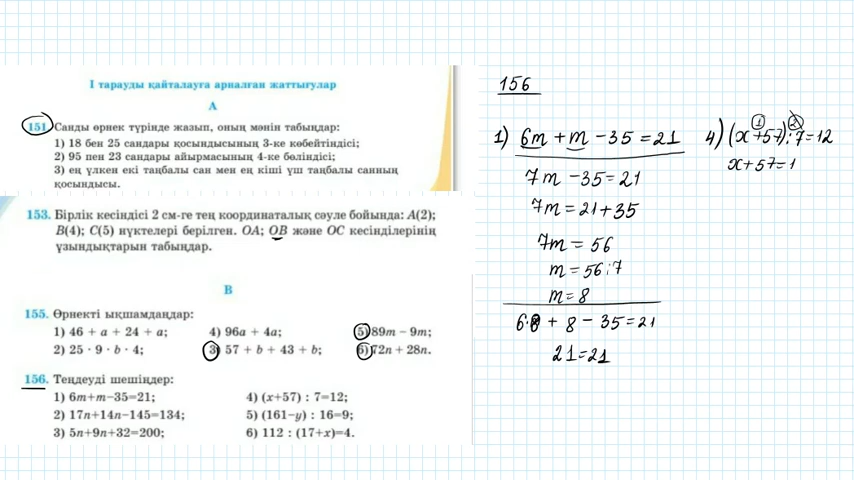 І тарауды қайталауға арналған жаттығулар
А
151. Санды өрнек түрінде жазып, оның мәнін табыңдар:
1) 18 бен 25 сандары қосындысының 3-ке көбейтіндісі;
2) 95 пен 23 сандары айырмасының 4-ке бөліндісі;
3) ең үлкен екі таңбалы сан мен ең кіші үш таңбалы санның
қосындысы.
153. Бірлік кесіндісі 2 см-ге тең координаталық сәуле бойында: А(2);
В(4); С(5) нүктелері берілген. ОА; ОВ және ОС кесінділерінің
ұзындықтарын табыңдар.
В
155. Өрнекті ықшамдаңдар:
1) 46 + a + 24 + a; 4) 96a + 4a; 5) 89m − 9m;
2) 25 · 9 · b · 4; 3) 57 + b + 43 + b; 6) 72n + 28n.
156. Теңдеуді шешіңдер:
1) 6m+m−35=21; 4) (x+57) : 7=12;
2) 17n+14n−145=134; 5) (161−y) : 16=9;
3) 5n+9n+32=200; 6) 112 : (17+x)=4.
156
1) 6m + m − 35 = 21
7m − 35 = 21
7m = 21 + 35
7m = 56
m = 56 : 7
m = 8
6·8 + 8 − 35 = 21
21 = 21
1 2
4) (x + 57) : 7 = 12
x + 57 = 1